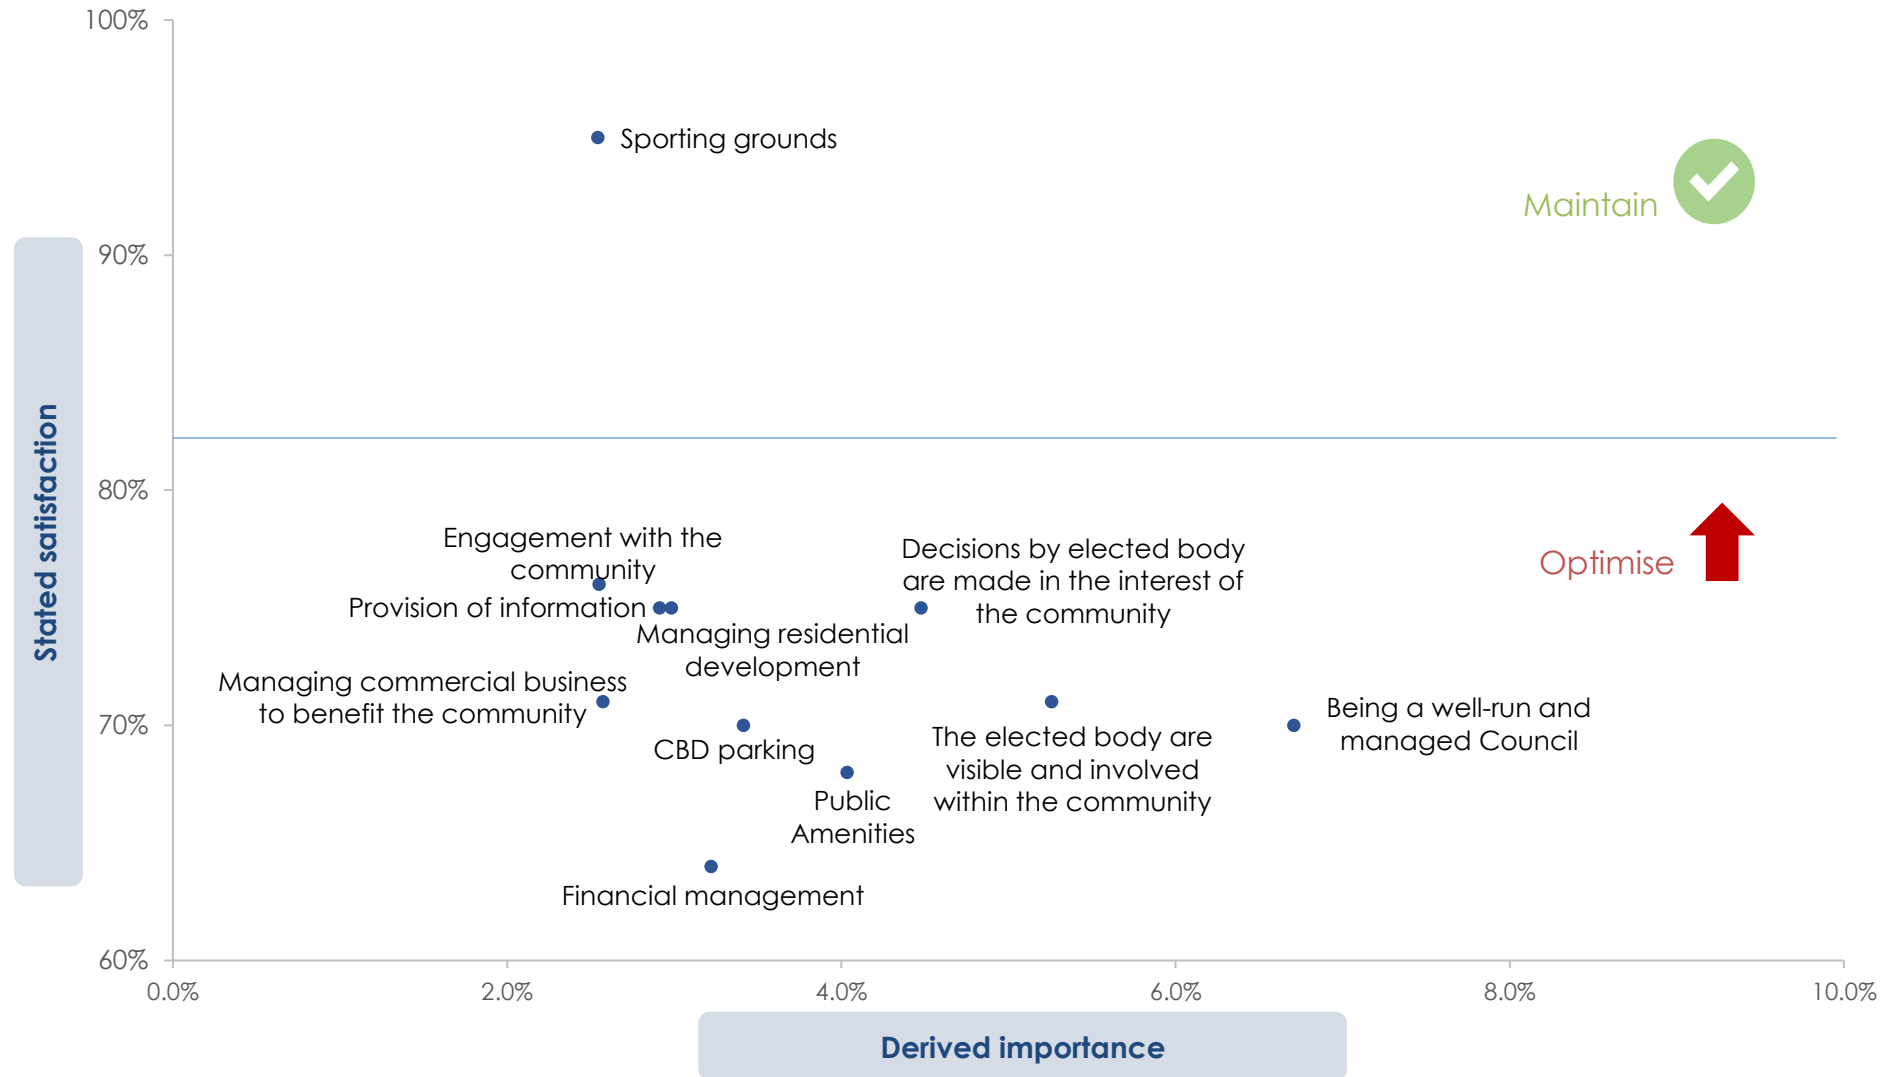 100%
Sporting grounds
Maintain
90%
Stated satisfaction
80%
Engagement with the
community
Decisions by elected body
are made in the interest of
the community
Optimise
Provision of information
Managing residential
development
Managing commercial business
to benefit the community
70%
CBD parking
The elected body are
visible and involved
within the community
Being a well-run and
managed Council
Public
Amenities
Financial management
60%
0.0%
2.0%
4.0%
6.0%
8.0%
10.0%
Derived importance